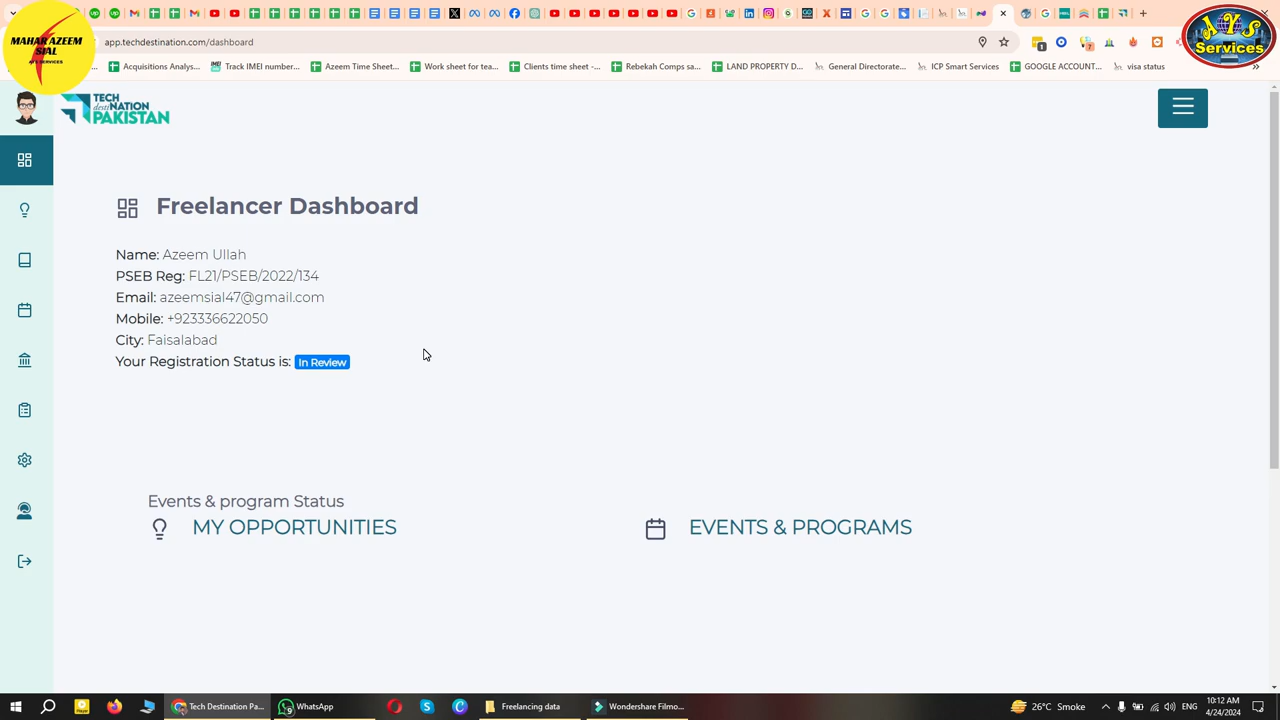 MAHAR AZEEM
SIAL
AYS SERVICES
app.techdestination.com/dashboard
AYS
Services
Acquisitions Analys...
Track IMEI number...
Azeem Time Sheet...
Work sheet for tea...
Clients time sheet -...
Rebekah Comps sa...
LAND PROPERTY D...
General Directorate...
ICP Smart Services
GOOGLE ACCOUNT...
visa status
»
TECH
destiNATION
PAKISTAN
Freelancer Dashboard
Name: Azeem Ullah
PSEB Reg: FL21/PSEB/2022/134
Email: azeemsial47@gmail.com
Mobile: +923336622050
City: Faisalabad
Your Registration Status is: In Review
Events & program Status
MY OPPORTUNITIES
EVENTS & PROGRAMS
Tech Destination Pa...
WhatsApp
Freelancing data
Wondershare Filmo...
26°C Smoke
10:12 AM
4/24/2024